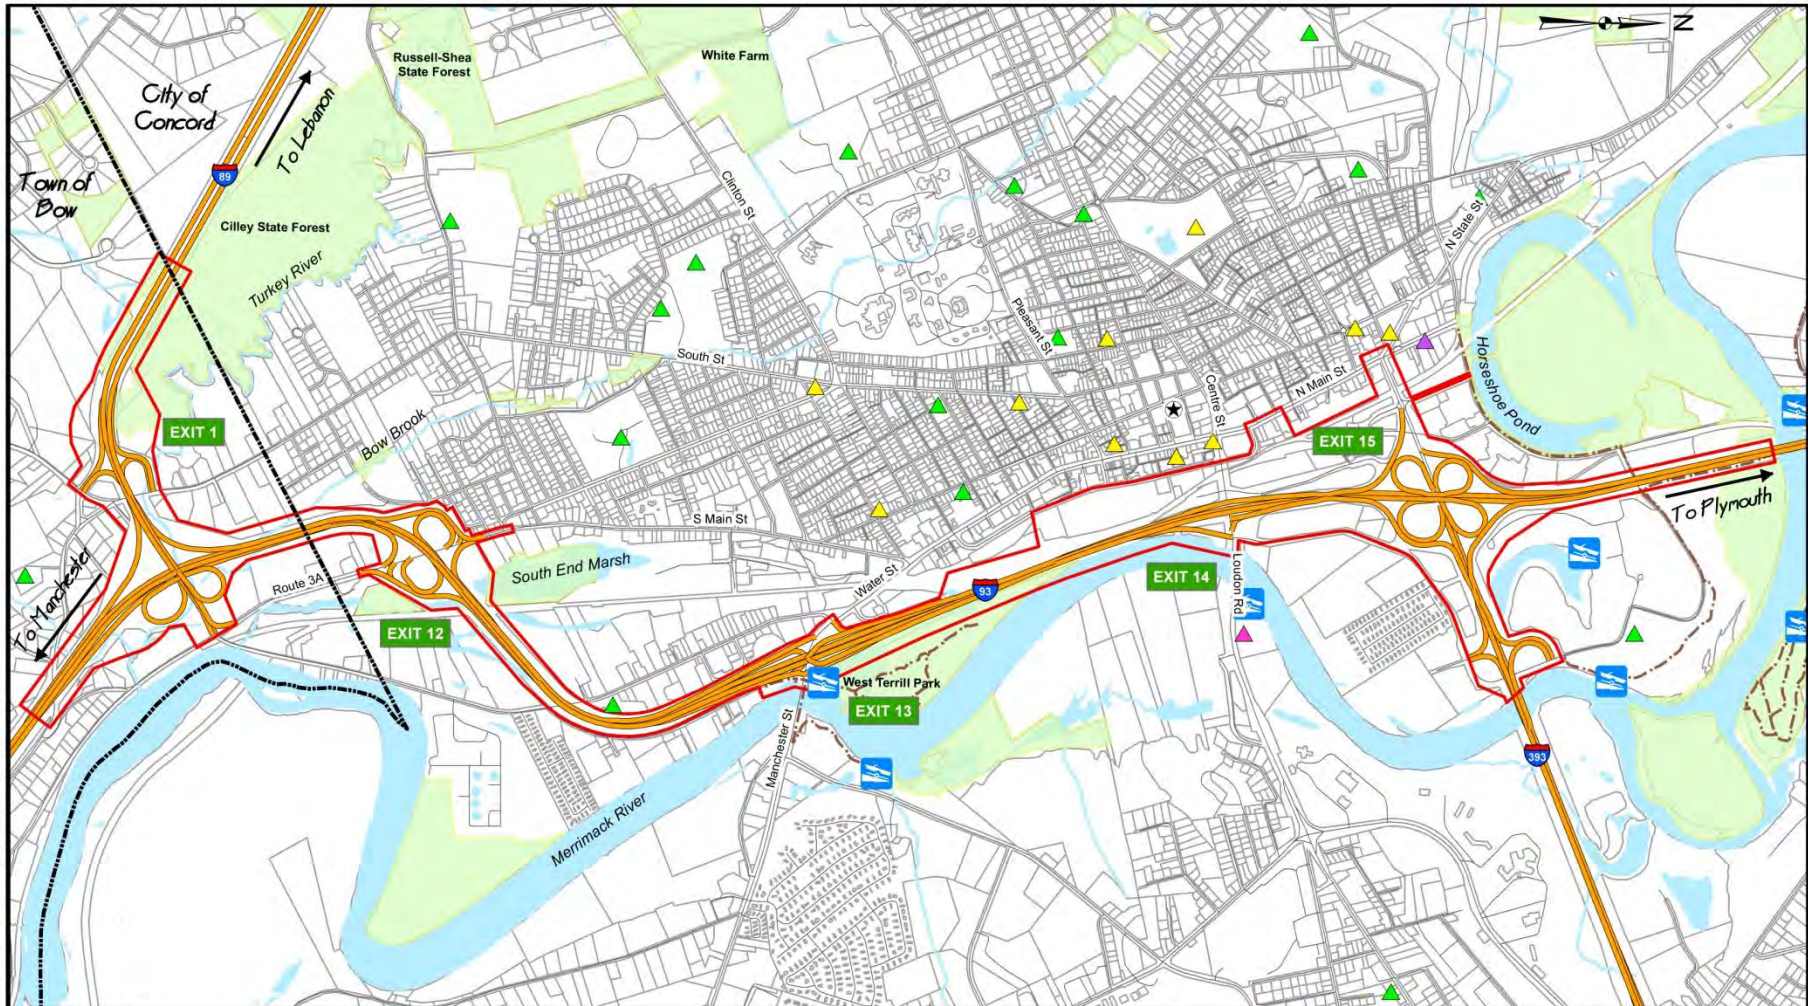 N
Russell-Shea
State Forest
White Farm
City of
Concord
To Lebanon
89
Town of
Bow
Clinton St
Cilley State Forest
Turkey River
N State St
Pleasant St
South St
Horseshoe Pond
N Main St
Centre St
Bow Brook
EXIT 1
EXIT 15
To Plymouth
S Main St
South End Marsh
Route 3A
Water St
93
EXIT 14
Loudon Rd
To Manchester
EXIT 12
West Terrill Park
EXIT 13
Manchester St
393
Merrimack River